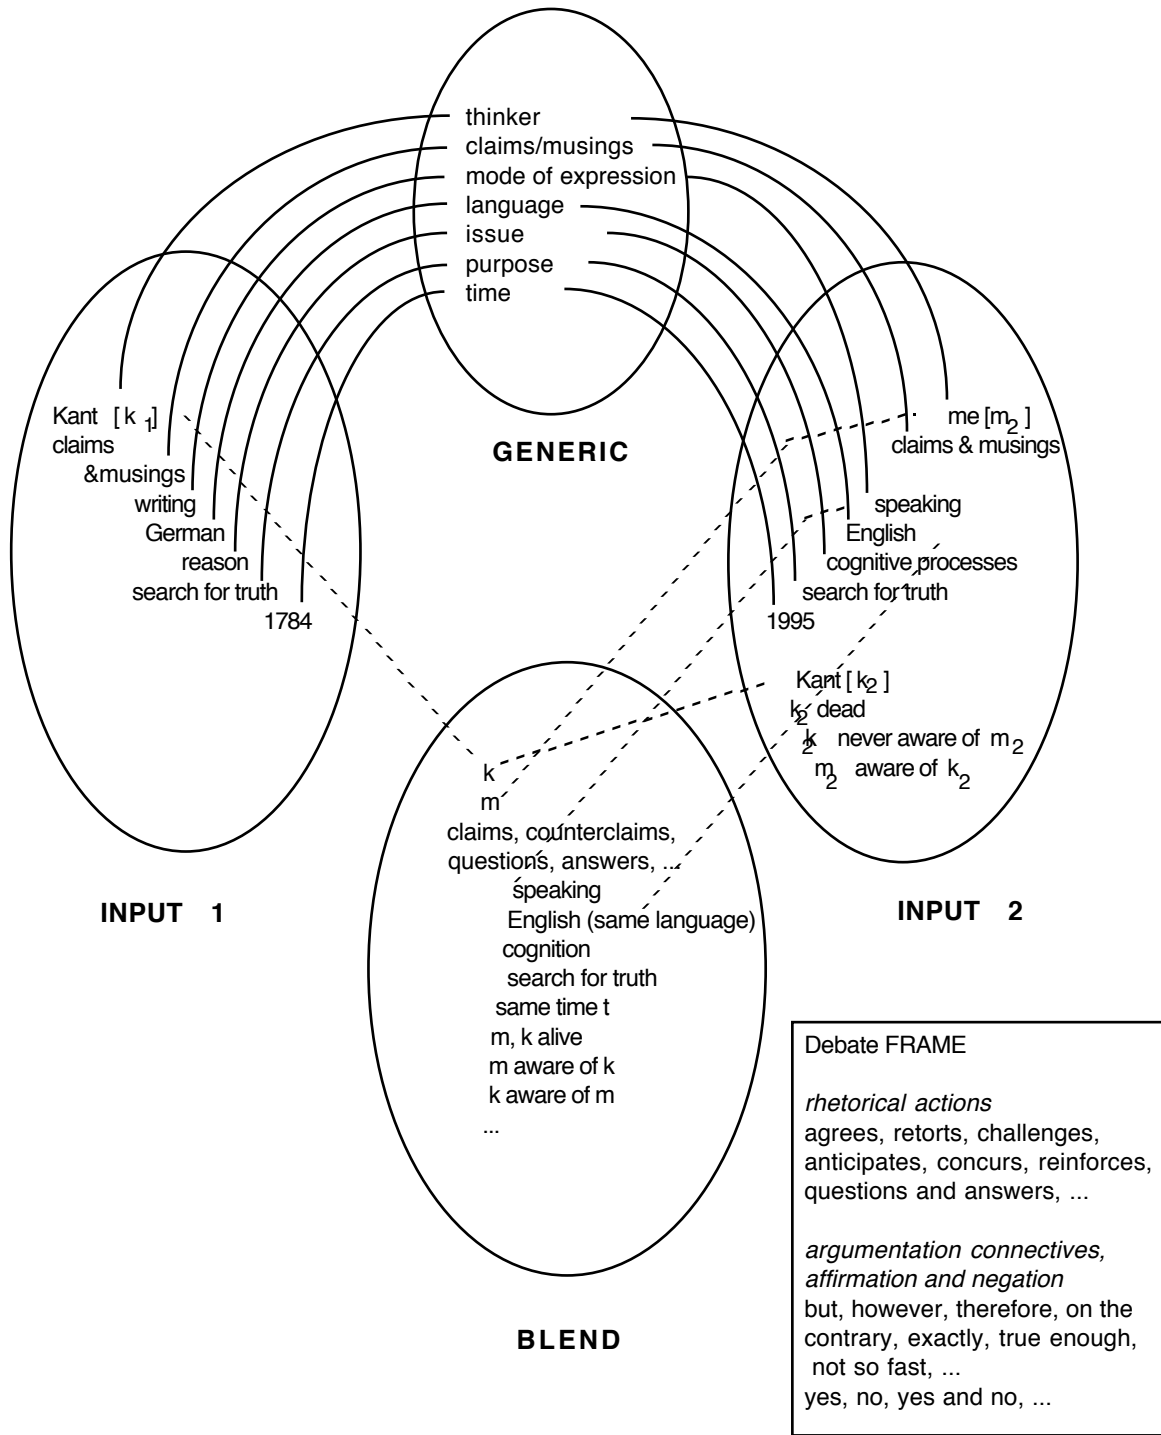 thinker
claims/musings
mode of expression
language
issue
purpose
time
GENERIC
Kant [ k 1]
claims
&musings
writing
German
reason
search for truth
1784
INPUT 1
me [m2 ]
claims & musings
speaking
English
cognitive processes
search for truth
1995
Kant [ k2 ]
k2 dead
k2 never aware of m2
m2 aware of k2
INPUT 2
k
m
claims, counterclaims,
questions, answers, ...
speaking
English (same language)
cognition
search for truth
same time t
m, k alive
m aware of k
k aware of m
...
BLEND
Debate FRAME
rhetorical actions
agrees, retorts, challenges,
anticipates, concurs, reinforces,
questions and answers, ...
argumentation connectives,
affirmation and negation
but, however, therefore, on the
contrary, exactly, true enough,
not so fast, ...
yes, no, yes and no, ...